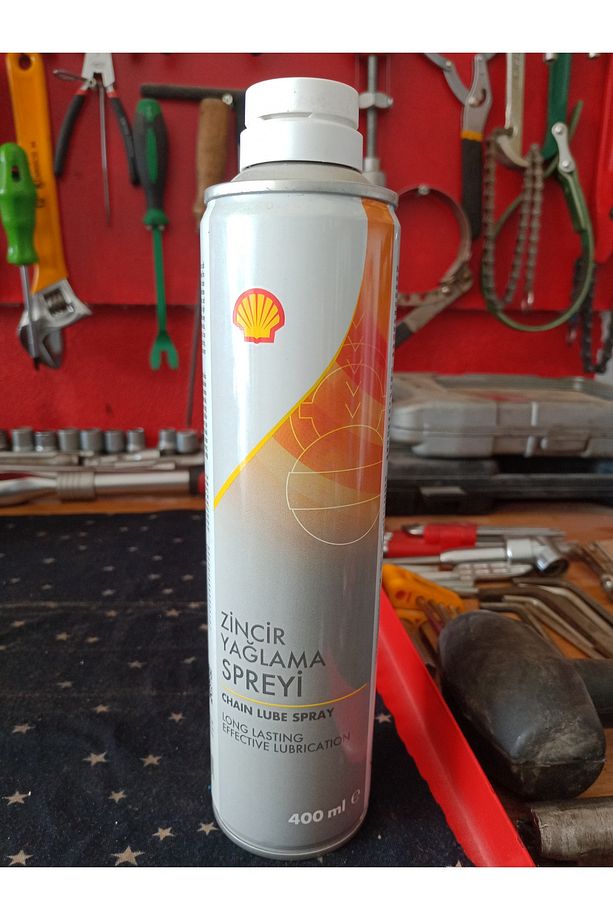 ZİNCİR
YAĞLAMA
SPREYİ
CHAIN LUBE SPRAY
LONG LASTING
EFFECTIVE LUBRICATION
400 ml ℮